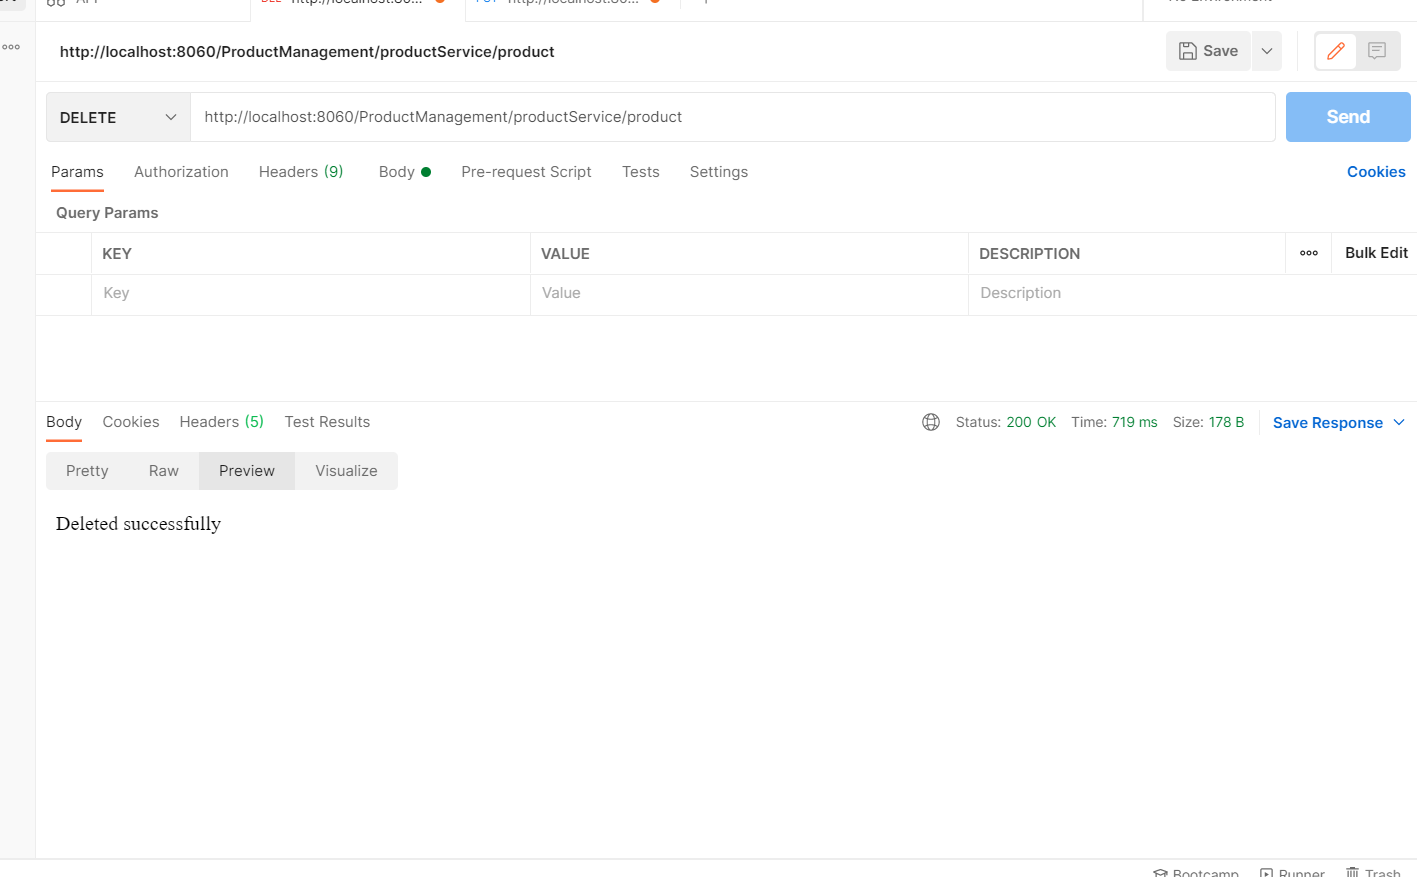 http://localhost:8060/ProductManagement/productService/product
Save
DELETE
http://localhost:8060/ProductManagement/productService/product
Send
Params Authorization Headers (9) Body Pre-request Script Tests Settings Cookies
Query Params
KEY VALUE DESCRIPTION Bulk Edit
Key Value Description
Body Cookies Headers (5) Test Results Status: 200 OK Time: 719 ms Size: 178 B Save Response
Pretty Raw Preview Visualize
Deleted successfully
Bootcamp Runner Trash